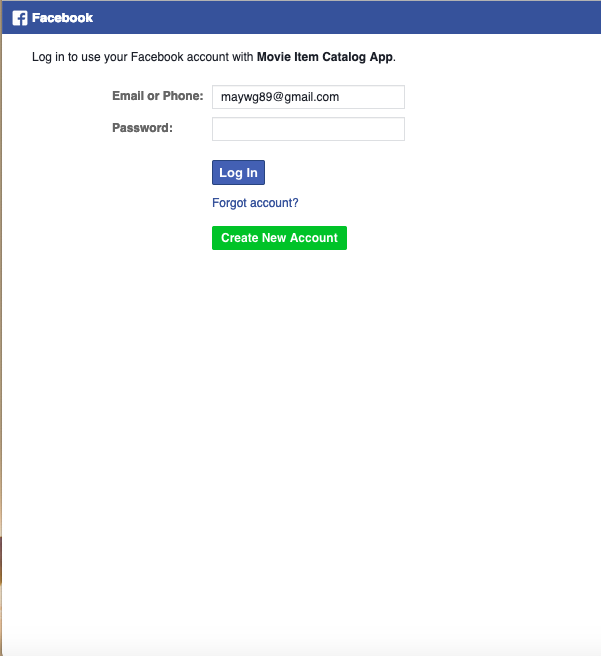 Facebook
Log in to use your Facebook account with Movie Item Catalog App.
Email or Phone: maywg89@gmail.com
Password:
Log In
Forgot account?
Create New Account